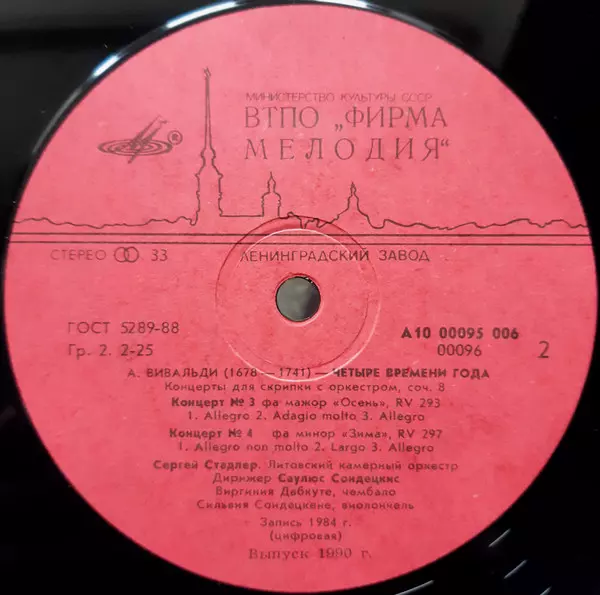 МИНИСТЕРСТВО КУЛЬТУРЫ СССР
ВТПО „ФИРМА
МЕЛОДИЯ“
®
СТЕРЕО 33
ЛЕНИНГРАДСКИЙ ЗАВОД
ГОСТ 5289-88
А10 00095 006
Гр. 2. 2-25
00096
2
А. ВИВАЛЬДИ (1678—1741) — ЧЕТЫРЕ ВРЕМЕНИ ГОДА
Концерты для скрипки с оркестром, соч. 8
Концерт № 3 фа мажор «Осень», RV 293
1. Allegro 2. Adagio molto 3. Allegro
Концерт № 4 фа минор «Зима», RV 297
1. Allegro non molto 2. Largo 3. Allegro
Сергей Стадлер. Литовский камерный оркестр
Дирижер Саулюс Сондецкис
Виргиния Дабкуте, чембало
Сильвия Сондецкене, виолончель
Запись 1984 г.
(цифровая)
Выпуск 1990 г.